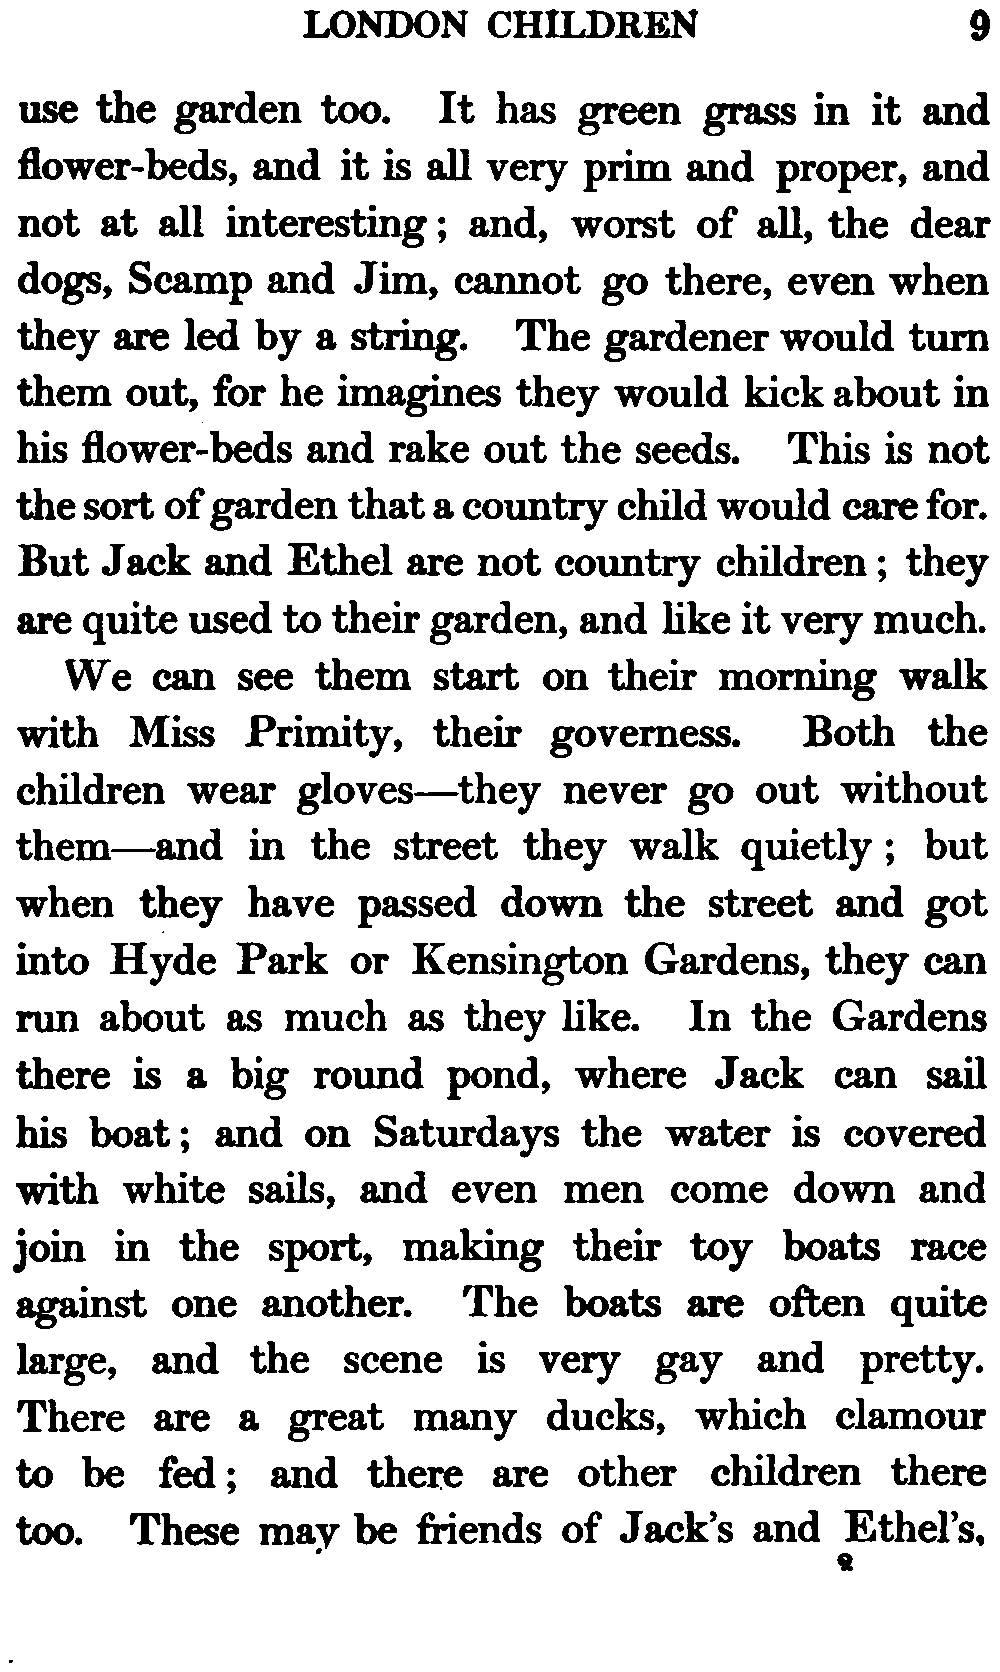 LONDON CHILDREN 9
use the garden too. It has green grass in it and
flower-beds, and it is all very prim and proper, and
not at all interesting; and, worst of all, the dear
dogs, Scamp and Jim, cannot go there, even when
they are led by a string. The gardener would turn
them out, for he imagines they would kick about in
his flower-beds and rake out the seeds. This is not
the sort of garden that a country child would care for.
But Jack and Ethel are not country children; they
are quite used to their garden, and like it very much.
We can see them start on their morning walk
with Miss Primity, their governess. Both the
children wear gloves—they never go out without
them—and in the street they walk quietly; but
when they have passed down the street and got
into Hyde Park or Kensington Gardens, they can
run about as much as they like. In the Gardens
there is a big round pond, where Jack can sail
his boat; and on Saturdays the water is covered
with white sails, and even men come down and
join in the sport, making their toy boats race
against one another. The boats are often quite
large, and the scene is very gay and pretty.
There are a great many ducks, which clamour
to be fed; and there are other children there
too. These may be friends of Jack's and Ethel's,
2